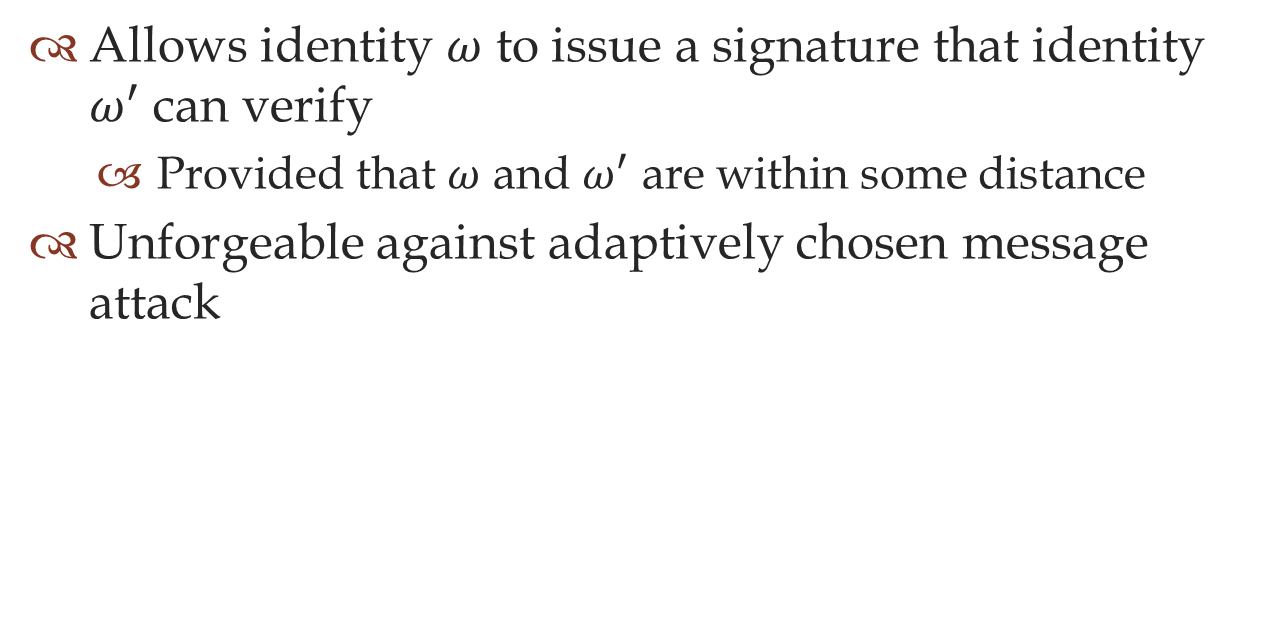 Allows identity ω to issue a signature that identity
ω′ can verify
Provided that ω and ω′ are within some distance
Unforgeable against adaptively chosen message
attack